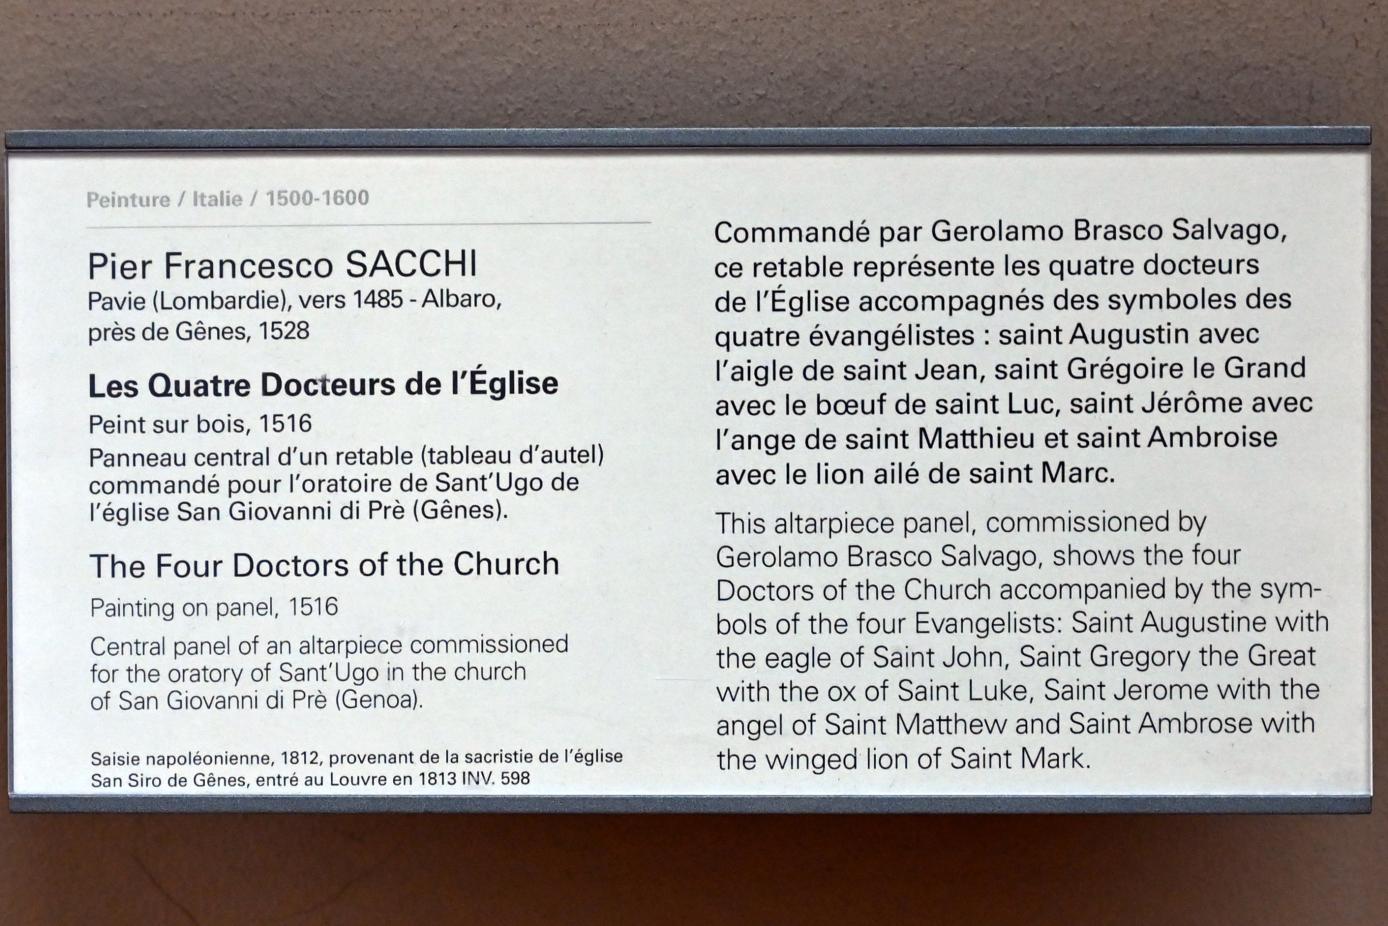 Peinture / Italie / 1500-1600
Pier Francesco SACCHI
Pavie (Lombardie), vers 1485 - Albaro,
près de Gênes, 1528
Les Quatre Docteurs de l'Église
Peint sur bois, 1516
Panneau central d'un retable (tableau d'autel)
commandé pour l'oratoire de Sant'Ugo de
l'église San Giovanni di Prè (Gênes).
The Four Doctors of the Church
Painting on panel, 1516
Central panel of an altarpiece commissioned
for the oratory of Sant'Ugo in the church
of San Giovanni di Prè (Genoa).
Saisie napoléonienne, 1812, provenant de la sacristie de l'église
San Siro de Gênes, entré au Louvre en 1813 INV. 598
Commandé par Gerolamo Brasco Salvago,
ce retable représente les quatre docteurs
de l'Église accompagnés des symboles des
quatre évangélistes : saint Augustin avec
l'aigle de saint Jean, saint Grégoire le Grand
avec le bœuf de saint Luc, saint Jérôme avec
l'ange de saint Matthieu et saint Ambroise
avec le lion ailé de saint Marc.
This altarpiece panel, commissioned by
Gerolamo Brasco Salvago, shows the four
Doctors of the Church accompanied by the sym-
bols of the four Evangelists: Saint Augustine with
the eagle of Saint John, Saint Gregory the Great
with the ox of Saint Luke, Saint Jerome with the
angel of Saint Matthew and Saint Ambrose with
the winged lion of Saint Mark.